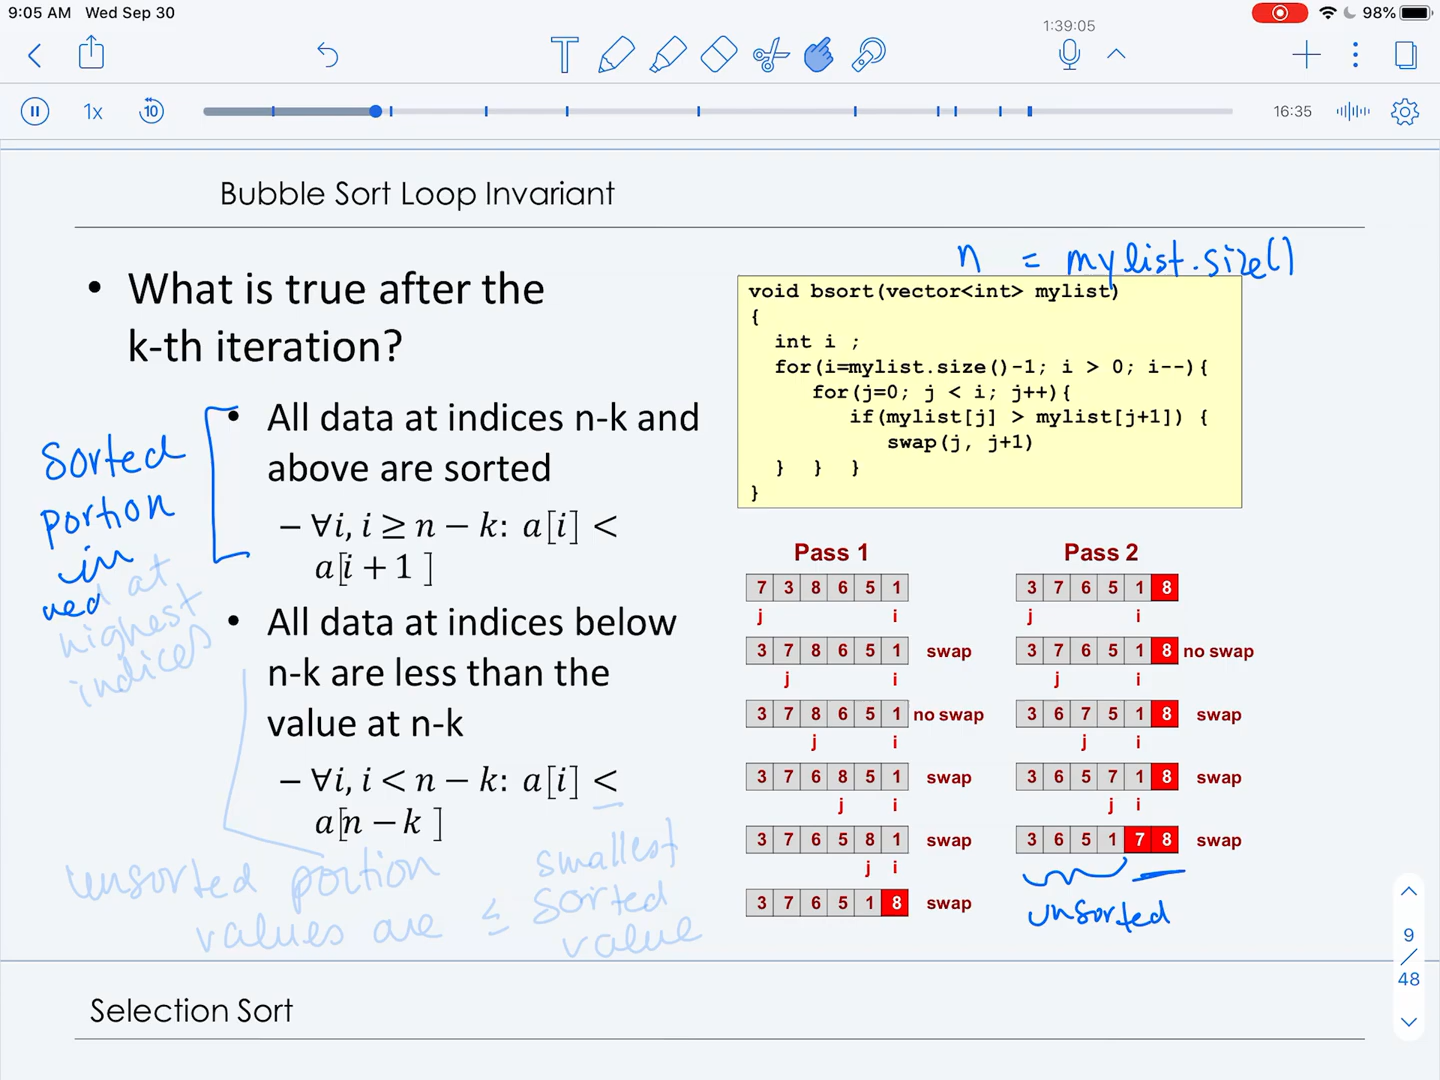 9:05 AM Wed Sep 30
98%
1:39:05
1x
10
16:35
Bubble Sort Loop Invariant
n = mylist.size()
• What is true after the
k-th iteration?
• All data at indices n-k and
above are sorted
– ∀i, i ≥ n − k: a[i] <
a[i + 1 ]
• All data at indices below
n-k are less than the
value at n-k
– ∀i, i < n − k: a[i] <
a[n − k ]
Sorted
portion
in
at
highest
indices
unsorted portion
values are ≤ smallest
sorted
value
void bsort(vector<int> mylist)
{
int i ;
for(i=mylist.size()-1; i > 0; i--){
for(j=0; j < i; j++){
if(mylist[j] > mylist[j+1]) {
swap(j, j+1)
} } }
}
Pass 1
7 3 8 6 5 1
j i
3 7 8 6 5 1 swap
j i
3 7 8 6 5 1 no swap
j i
3 7 6 8 5 1 swap
j i
3 7 6 5 8 1 swap
j i
3 7 6 5 1 8 swap
Pass 2
3 7 6 5 1 8
j i
3 7 6 5 1 8 no swap
j i
3 6 7 5 1 8 swap
j i
3 6 5 7 1 8 swap
j i
3 6 5 1 7 8 swap
unsorted
9
/
48
Selection Sort